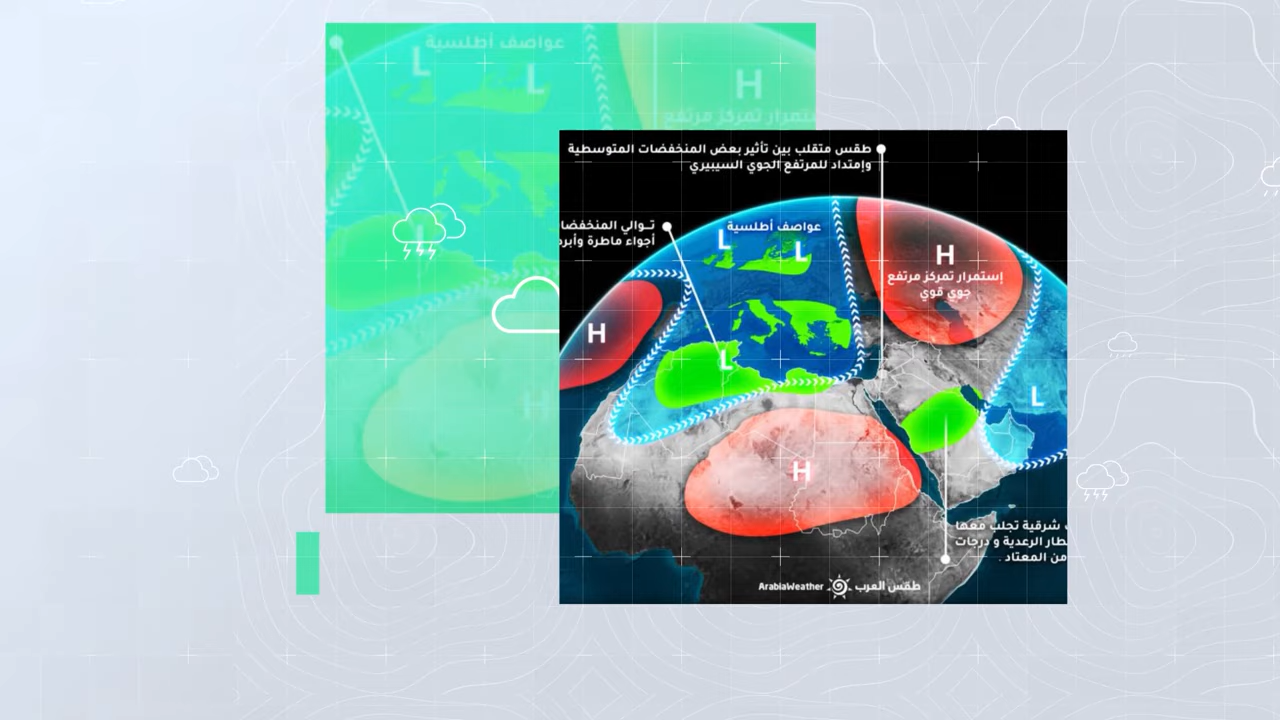 عواصف أطلسية
L
L
H
إستمرار تمركز مرتفع
طقس متقلب بين تأثير بعض المنخفضات المتوسطية
وإمتداد للمرتفع الجوي السيبيري
تـوالي المنخفضا
أجواء ماطرة وأبر
عواصف أطلسية
L
L
H
إستمرار تمركز مرتفع
جوي قوي
H
L
L
H
شرقية تجلب معها
طار الرعدية و درجات
من المعتاد .
ArabiaWeather طقس العرب